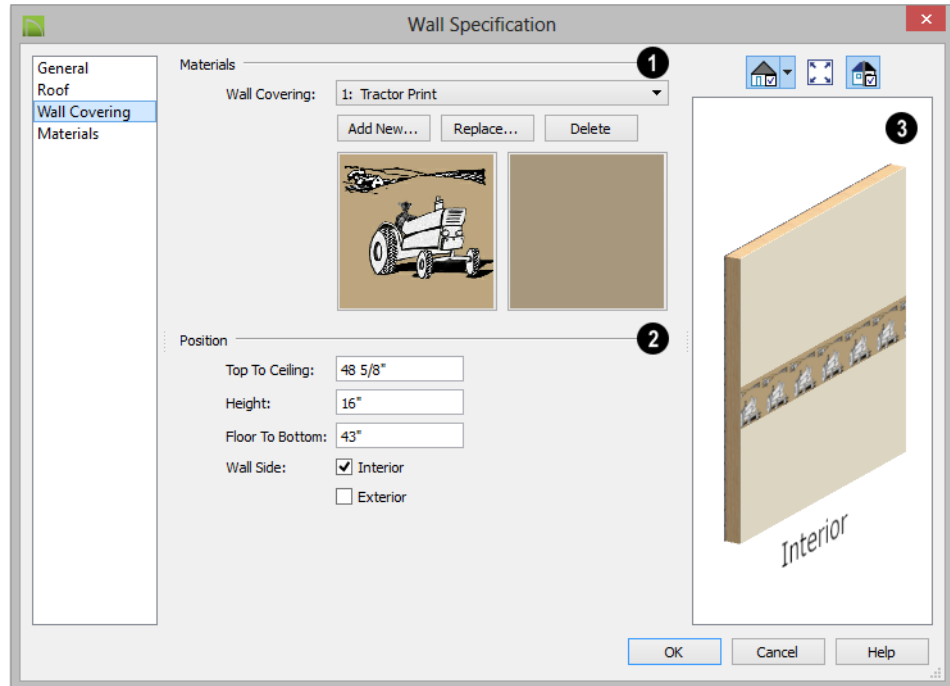 Wall Specification
General
Roof
Wall Covering
Materials
Materials
1
Wall Covering:
1: Tractor Print
Add New...
Replace...
Delete
3
Position
2
Top To Ceiling:
48 5/8"
Height:
16"
Floor To Bottom:
43"
Wall Side:
Interior
Exterior
Interior
OK
Cancel
Help